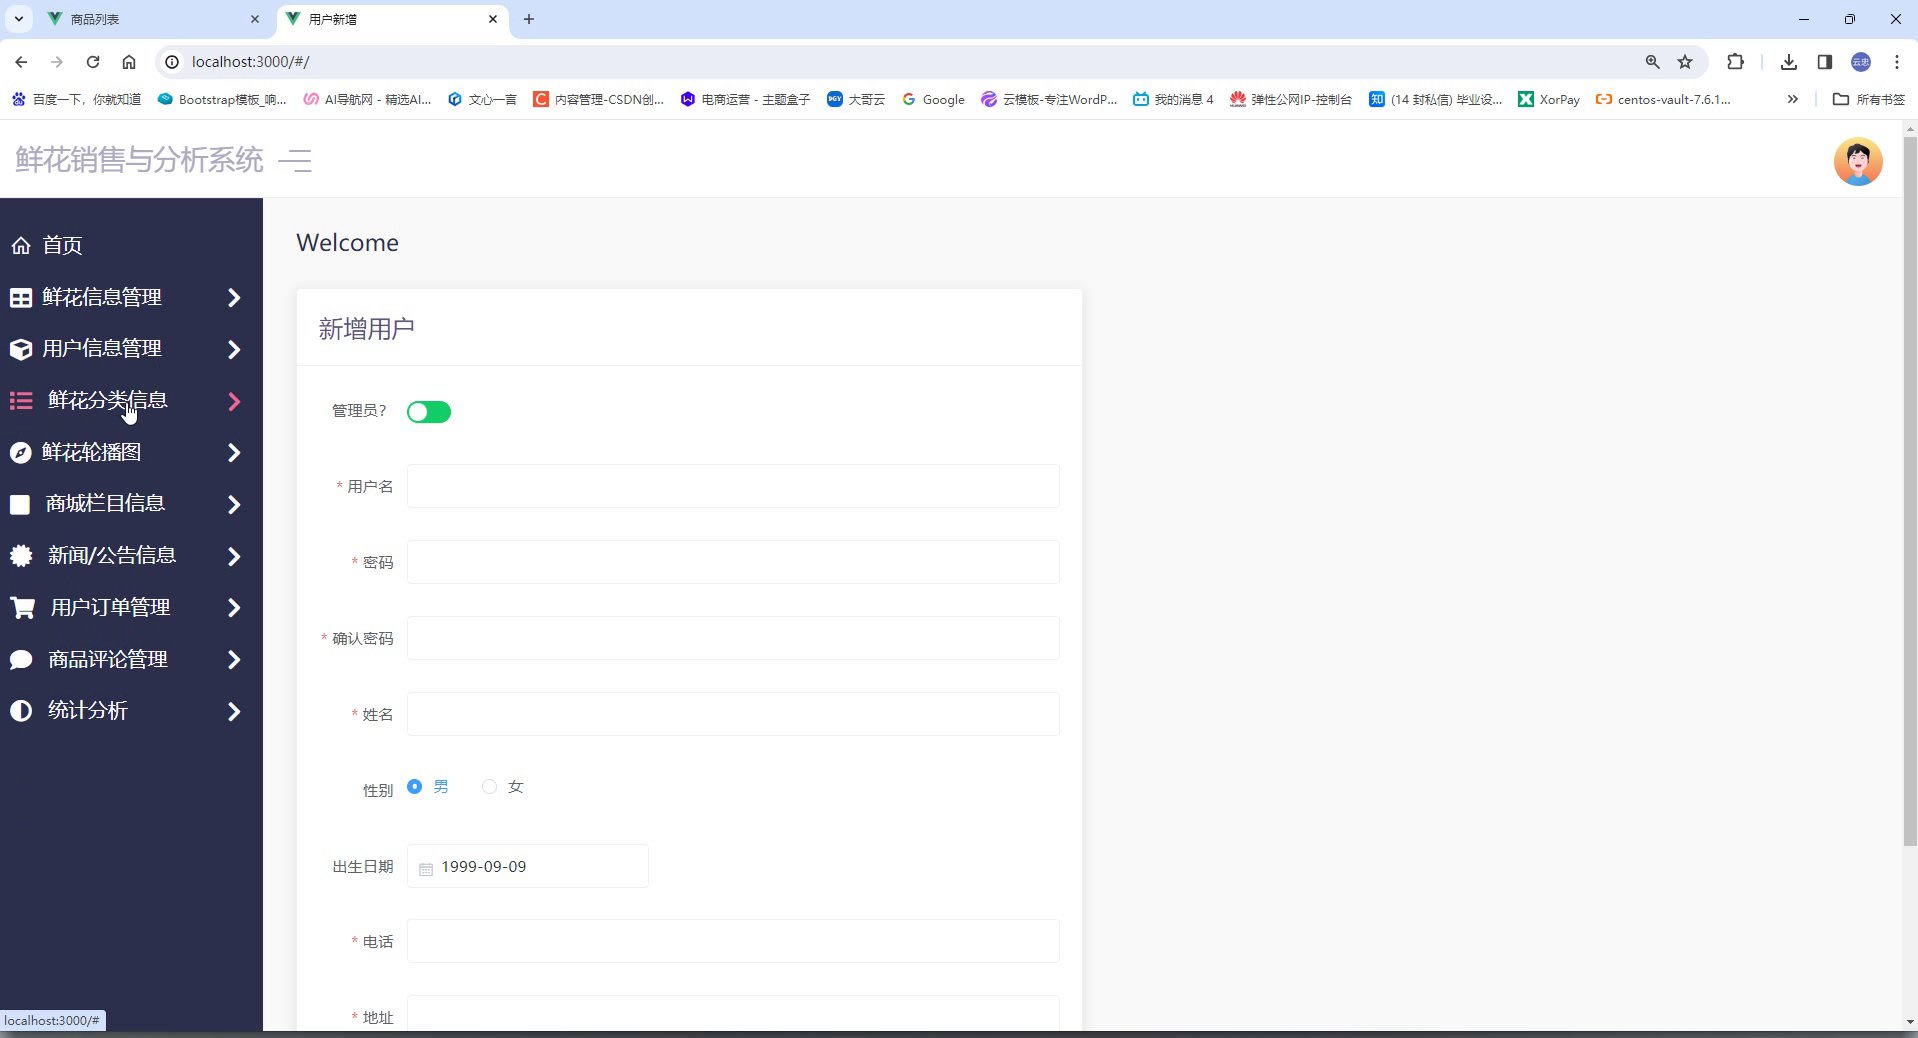 商品列表
用户新增
localhost:3000/#/
云忠
百度一下，你就知道
Bootstrap模板_响...
AI导航网 - 精选AI...
文心一言
C
内容管理-CSDN创...
电商运营 - 主题盒子
DGY
大哥云
Google
云模板-专注WordP...
我的消息 4
弹性公网IP-控制台
知
(14 封私信) 毕业设...
XorPay
centos-vault-7.6.1...
所有书签
鲜花销售与分析系统
首页
鲜花信息管理
用户信息管理
鲜花分类信息
鲜花轮播图
商城栏目信息
新闻/公告信息
用户订单管理
商品评论管理
统计分析
Welcome
新增用户
管理员？
* 用户名
* 密码
* 确认密码
* 姓名
性别 男 女
出生日期 1999-09-09
* 电话
* 地址
localhost:3000/#